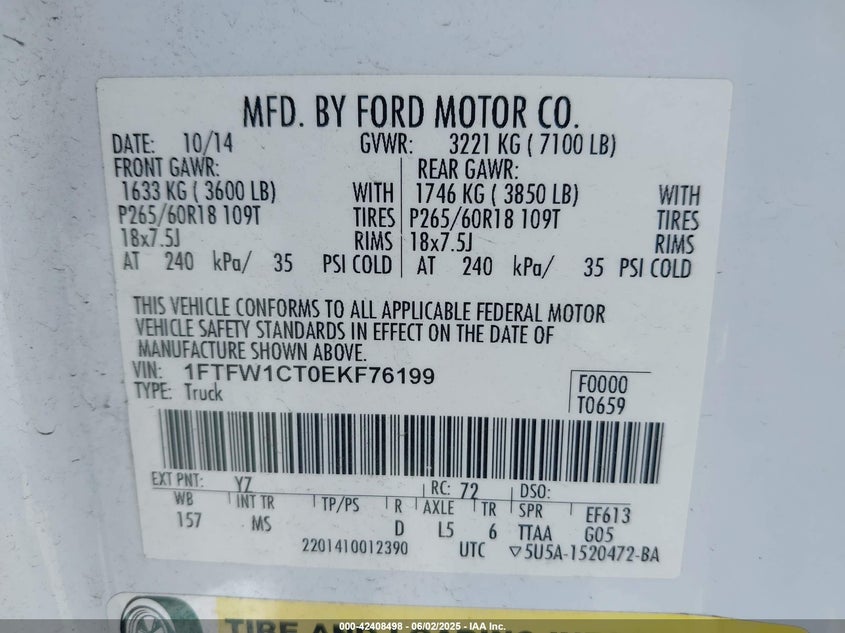 MFD. BY FORD MOTOR CO.
DATE: 10/14 GVWR: 3221 KG ( 7100 LB)
FRONT GAWR: REAR GAWR:
1633 KG ( 3600 LB) WITH 1746 KG ( 3850 LB) WITH
P265/60R18 109T TIRES P265/60R18 109T TIRES
18x7.5J RIMS 18x7.5J RIMS
AT 240 kPa/ 35 PSI COLD AT 240 kPa/ 35 PSI COLD
THIS VEHICLE CONFORMS TO ALL APPLICABLE FEDERAL MOTOR
VEHICLE SAFETY STANDARDS IN EFFECT ON THE DATE OF
MANUFACTURE SHOWN ABOVE.
VIN: 1FTFW1CT0EKF76199 F0000
TYPE: Truck T0659
EXT PNT: YZ RC: 72 DSO:
WB INT TR TP/PS R AXLE TR SPR EF613
157 MS D L5 6 TTAA G05
2201410012390 UTC ▽5U5A-1520472-BA
TIRE AND
000-42408498 - 06/02/2025 - IAA Inc.